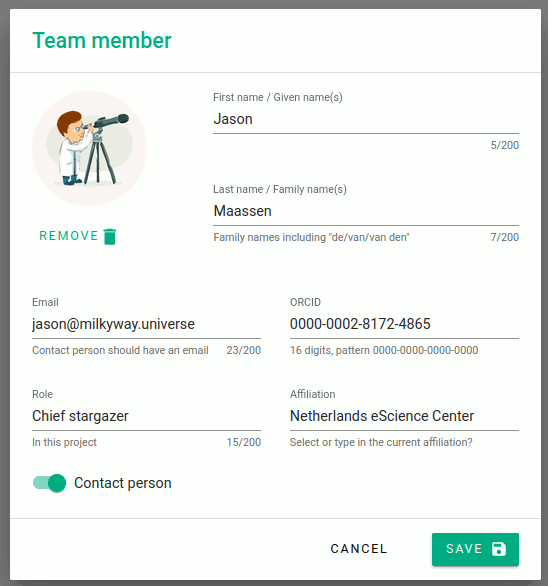 Team member
First name / Given name(s)
Jason
5/200
Last name / Family name(s)
Maassen
Family names including "de/van/van den" 7/200
REMOVE
Email
jason@milkyway.universe
Contact person should have an email 23/200
ORCID
0000-0002-8172-4865
16 digits, pattern 0000-0000-0000-0000
Role
Chief stargazer
In this project 15/200
Affiliation
Netherlands eScience Center
Select or type in the current affiliation?
Contact person
CANCEL
SAVE